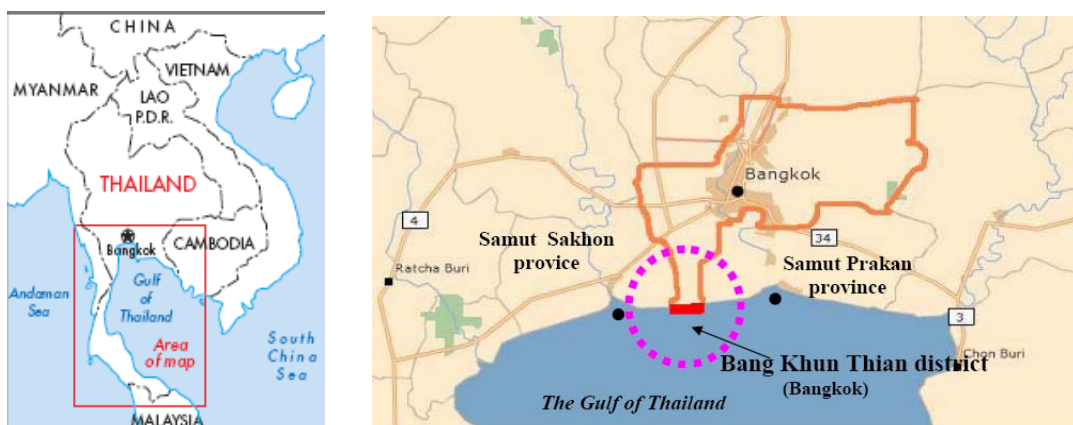 CHINA
MYANMAR
VIETNAM
LAO
P.D.R.
THAILAND
Bangkok
CAMBODIA
Gulf
of
Thailand
Andaman
Sea
Area
of map
South
China
Sea
MALAYSIA
Bangkok
4
34
Samut Sakhon
provice
Samut Prakan
province
Ratcha Buri
3
Chon Buri
Bang Khun Thian district
(Bangkok)
The Gulf of Thailand